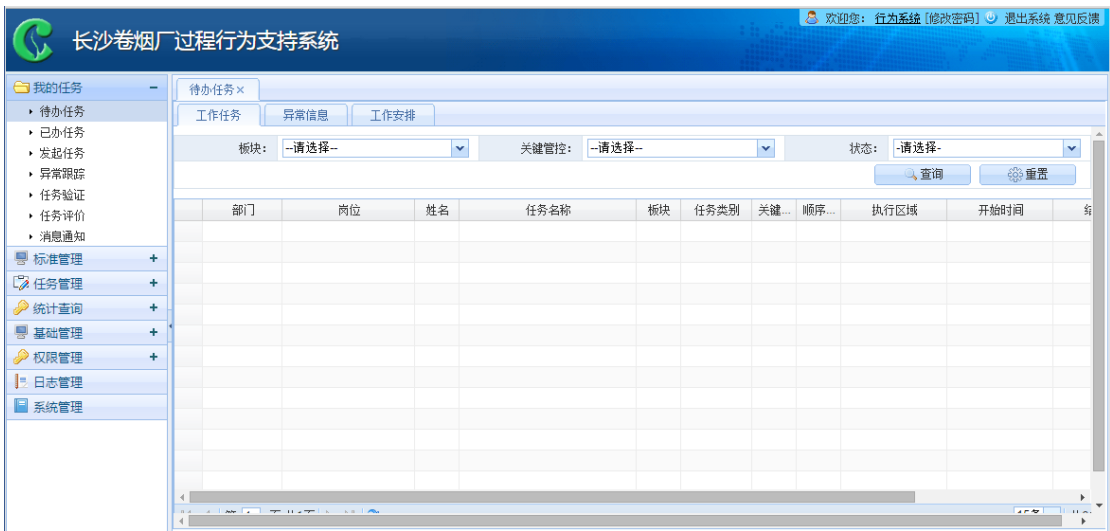 欢迎您： 行为系统 [修改密码] 退出系统 意见反馈
长沙卷烟厂过程行为支持系统
我的任务
待办任务
已办任务
发起任务
异常跟踪
任务验证
任务评价
消息通知
标准管理
任务管理
统计查询
基础管理
权限管理
日志管理
系统管理
待办任务×
工作任务 异常信息 工作安排
板块： --请选择-- 关键管控： --请选择-- 状态： -请选择-
查询 重置
部门 岗位 姓名 任务名称 板块 任务类别 关键... 顺序... 执行区域 开始时间